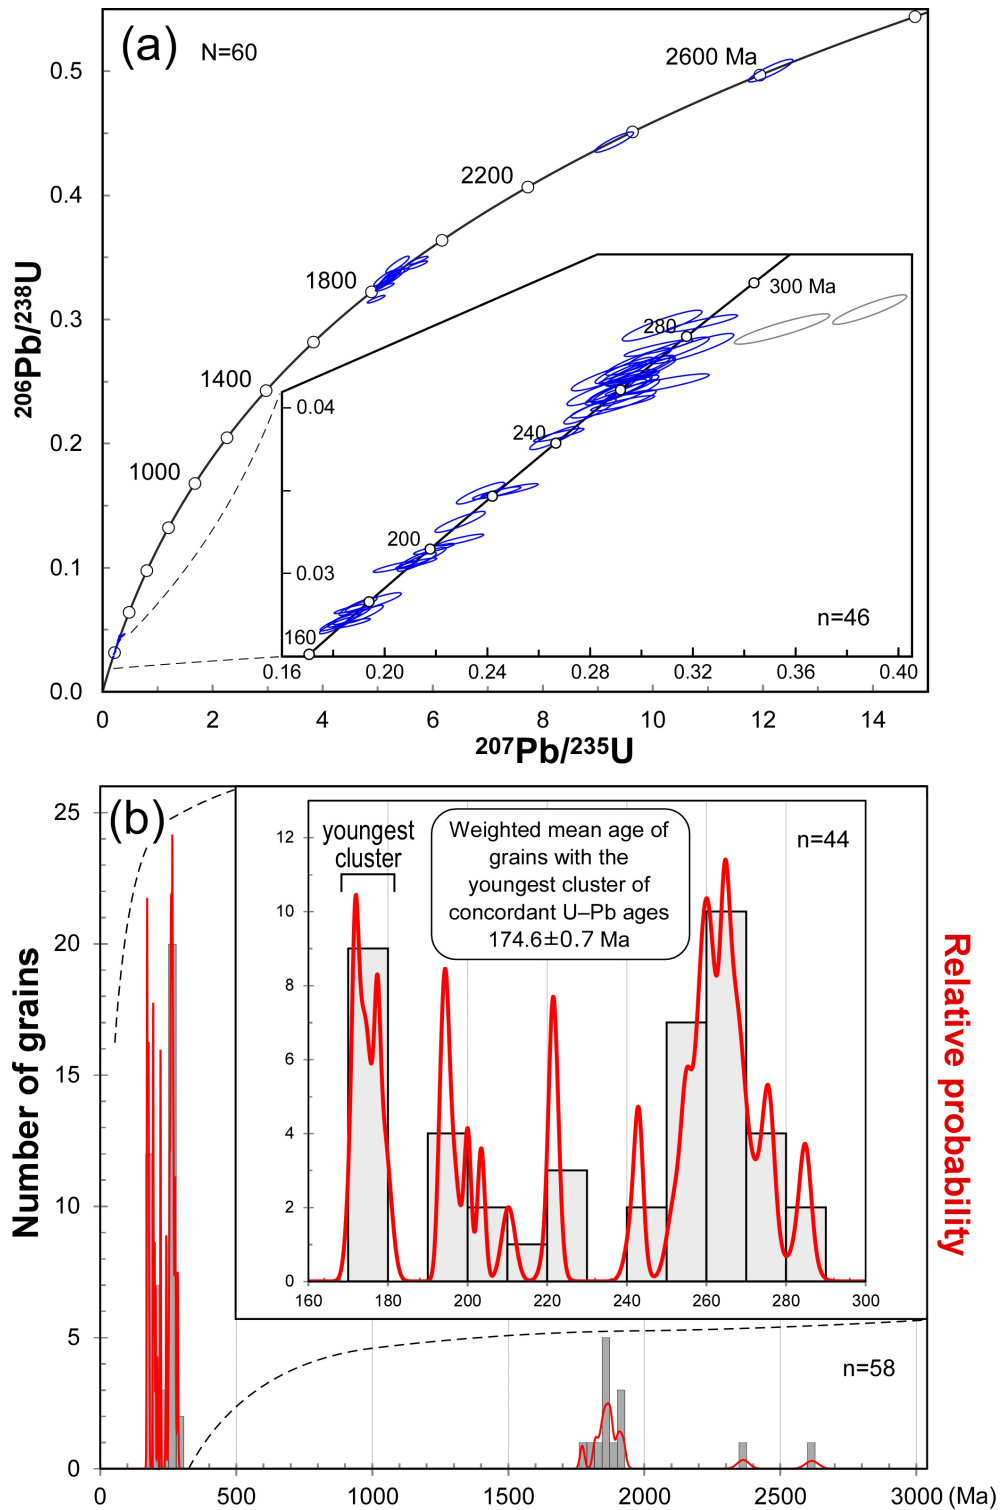 (a)
N=60
2600 Ma
2200
1800
1400
1000
0.5
0.4
0.3
0.2
0.1
0.0
206Pb/238U
300 Ma
280
240
200
160
0.04
0.03
n=46
0.16
0.20
0.24
0.28
0.32
0.36
0.40
0
2
4
6
8
10
12
14
207Pb/235U
(b)
25
20
15
10
5
0
Number of grains
youngest
cluster
Weighted mean age of
grains with the
youngest cluster of
concordant U–Pb ages
174.6±0.7 Ma
n=44
12
10
8
6
4
2
0
160
180
200
220
240
260
280
300
Relative probability
n=58
0
500
1000
1500
2000
2500
3000 (Ma)